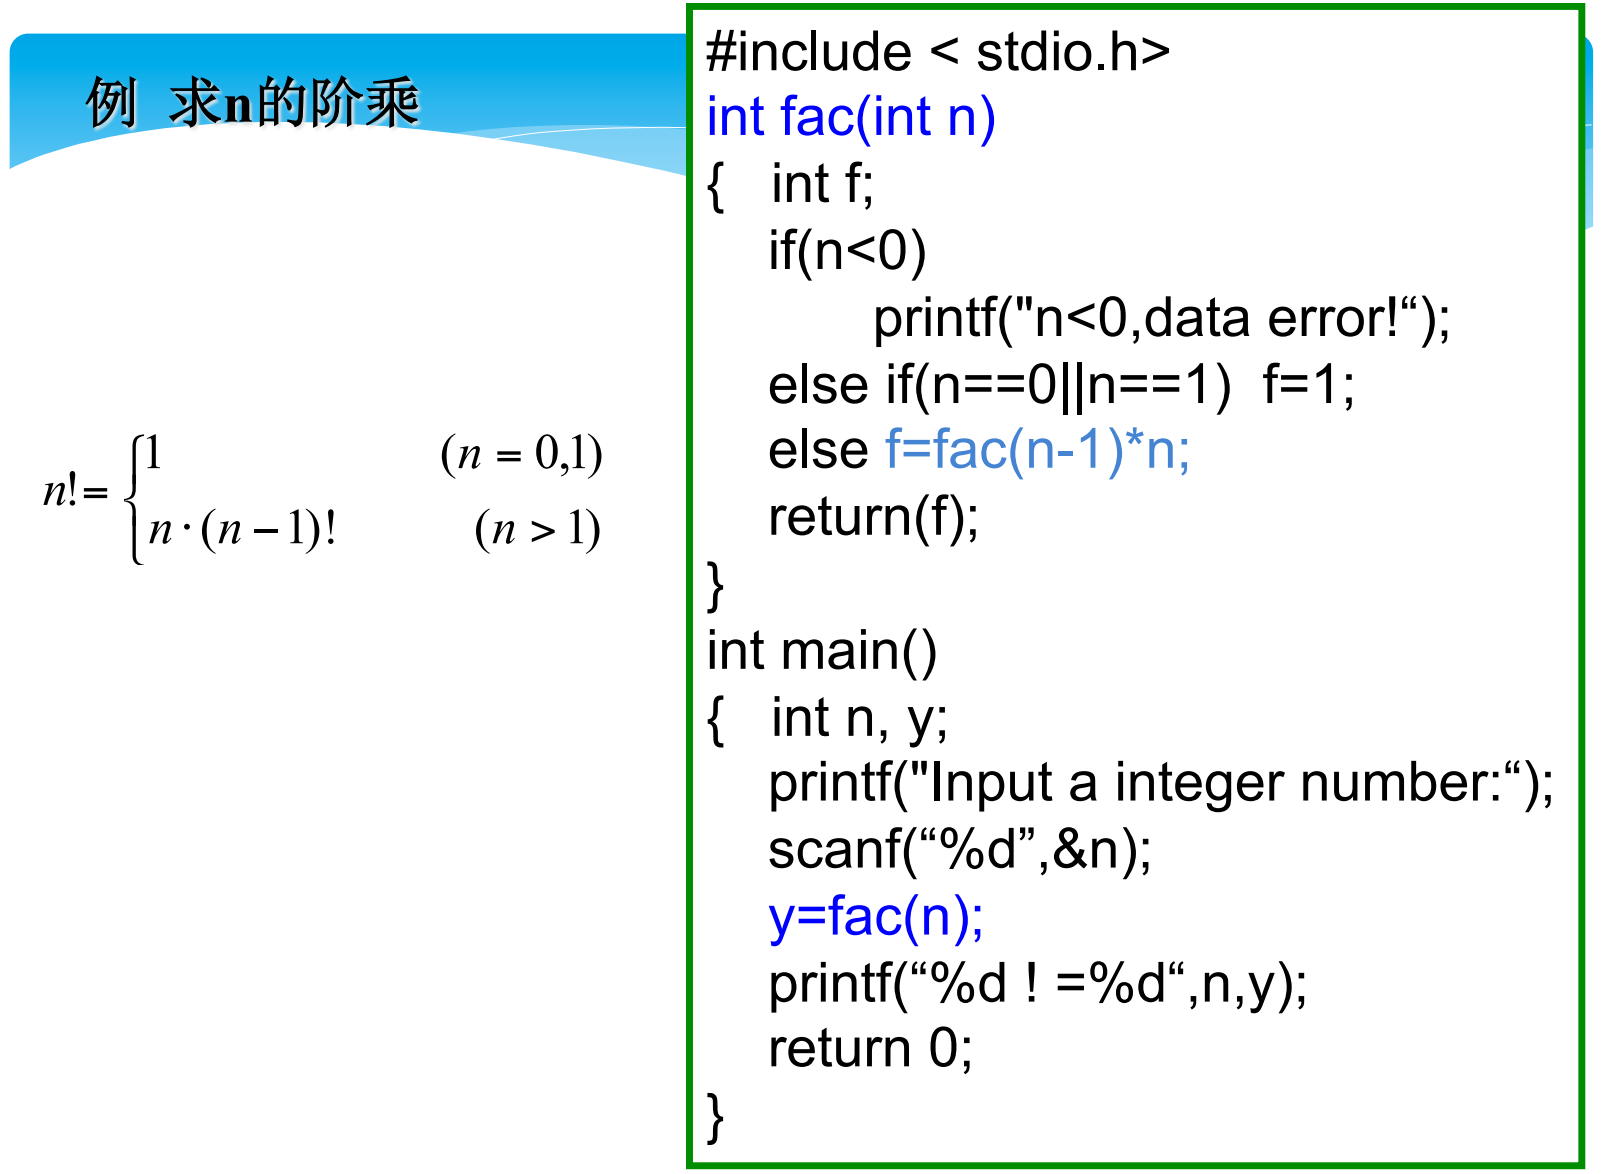 例 求n的阶乘
n!= { 1 (n = 0,1)
n·(n−1)! (n > 1)
#include < stdio.h>
int fac(int n)
{ int f;
if(n<0)
printf("n<0,data error!“);
else if(n==0||n==1) f=1;
else f=fac(n-1)*n;
return(f);
}
int main()
{ int n, y;
printf("Input a integer number:“);
scanf(“%d”,&n);
y=fac(n);
printf(“%d ! =%d“,n,y);
return 0;
}